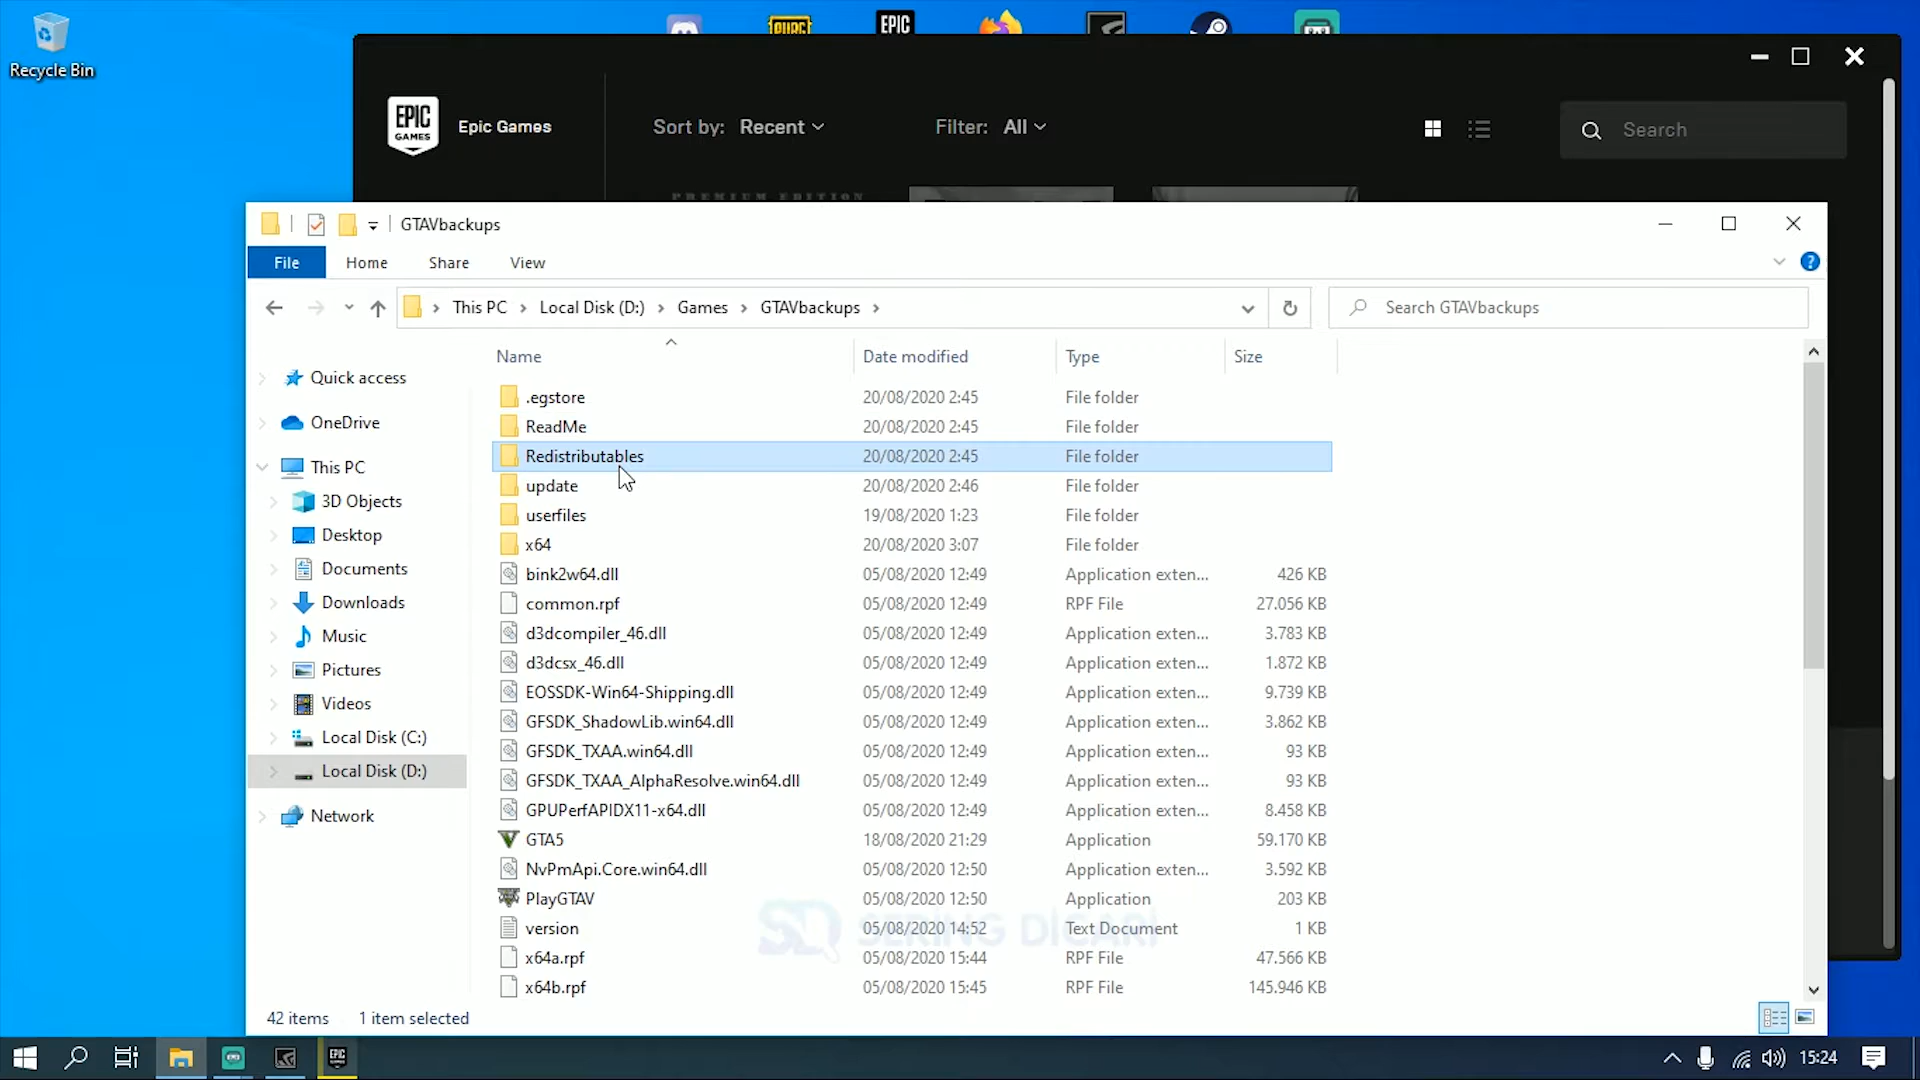 Recycle Bin
PUBG
EPIC
EPIC
GAMES
Epic Games
Sort by: Recent
Filter: All
Search
PREMIUM EDITION
GTAVbackups
File
Home
Share
View
This PC
Local Disk (D:)
Games
GTAVbackups
Search GTAVbackups
Name
Date modified
Type
Size
Quick access
OneDrive
This PC
3D Objects
Desktop
Documents
Downloads
Music
Pictures
Videos
Local Disk (C:)
Local Disk (D:)
Network
.egstore 20/08/2020 2:45 File folder
ReadMe 20/08/2020 2:45 File folder
Redistributables 20/08/2020 2:45 File folder
update 20/08/2020 2:46 File folder
userfiles 19/08/2020 1:23 File folder
x64 20/08/2020 3:07 File folder
bink2w64.dll 05/08/2020 12:49 Application exten... 426 KB
common.rpf 05/08/2020 12:49 RPF File 27.056 KB
d3dcompiler_46.dll 05/08/2020 12:49 Application exten... 3.783 KB
d3dcsx_46.dll 05/08/2020 12:49 Application exten... 1.872 KB
EOSSDK-Win64-Shipping.dll 05/08/2020 12:49 Application exten... 9.739 KB
GFSDK_ShadowLib.win64.dll 05/08/2020 12:49 Application exten... 3.862 KB
GFSDK_TXAA.win64.dll 05/08/2020 12:49 Application exten... 93 KB
GFSDK_TXAA_AlphaResolve.win64.dll 05/08/2020 12:49 Application exten... 93 KB
GPUPerfAPIDX11-x64.dll 05/08/2020 12:49 Application exten... 8.458 KB
GTA5 18/08/2020 21:29 Application 59.170 KB
NvPmApi.Core.win64.dll 05/08/2020 12:50 Application exten... 3.592 KB
PlayGTAV 05/08/2020 12:50 Application 203 KB
version 05/08/2020 14:52 Text Document 1 KB
SD SERING DICARI
x64a.rpf 05/08/2020 15:44 RPF File 47.566 KB
x64b.rpf 05/08/2020 15:45 RPF File 145.946 KB
42 items
1 item selected
EPIC
GAMES
15:24